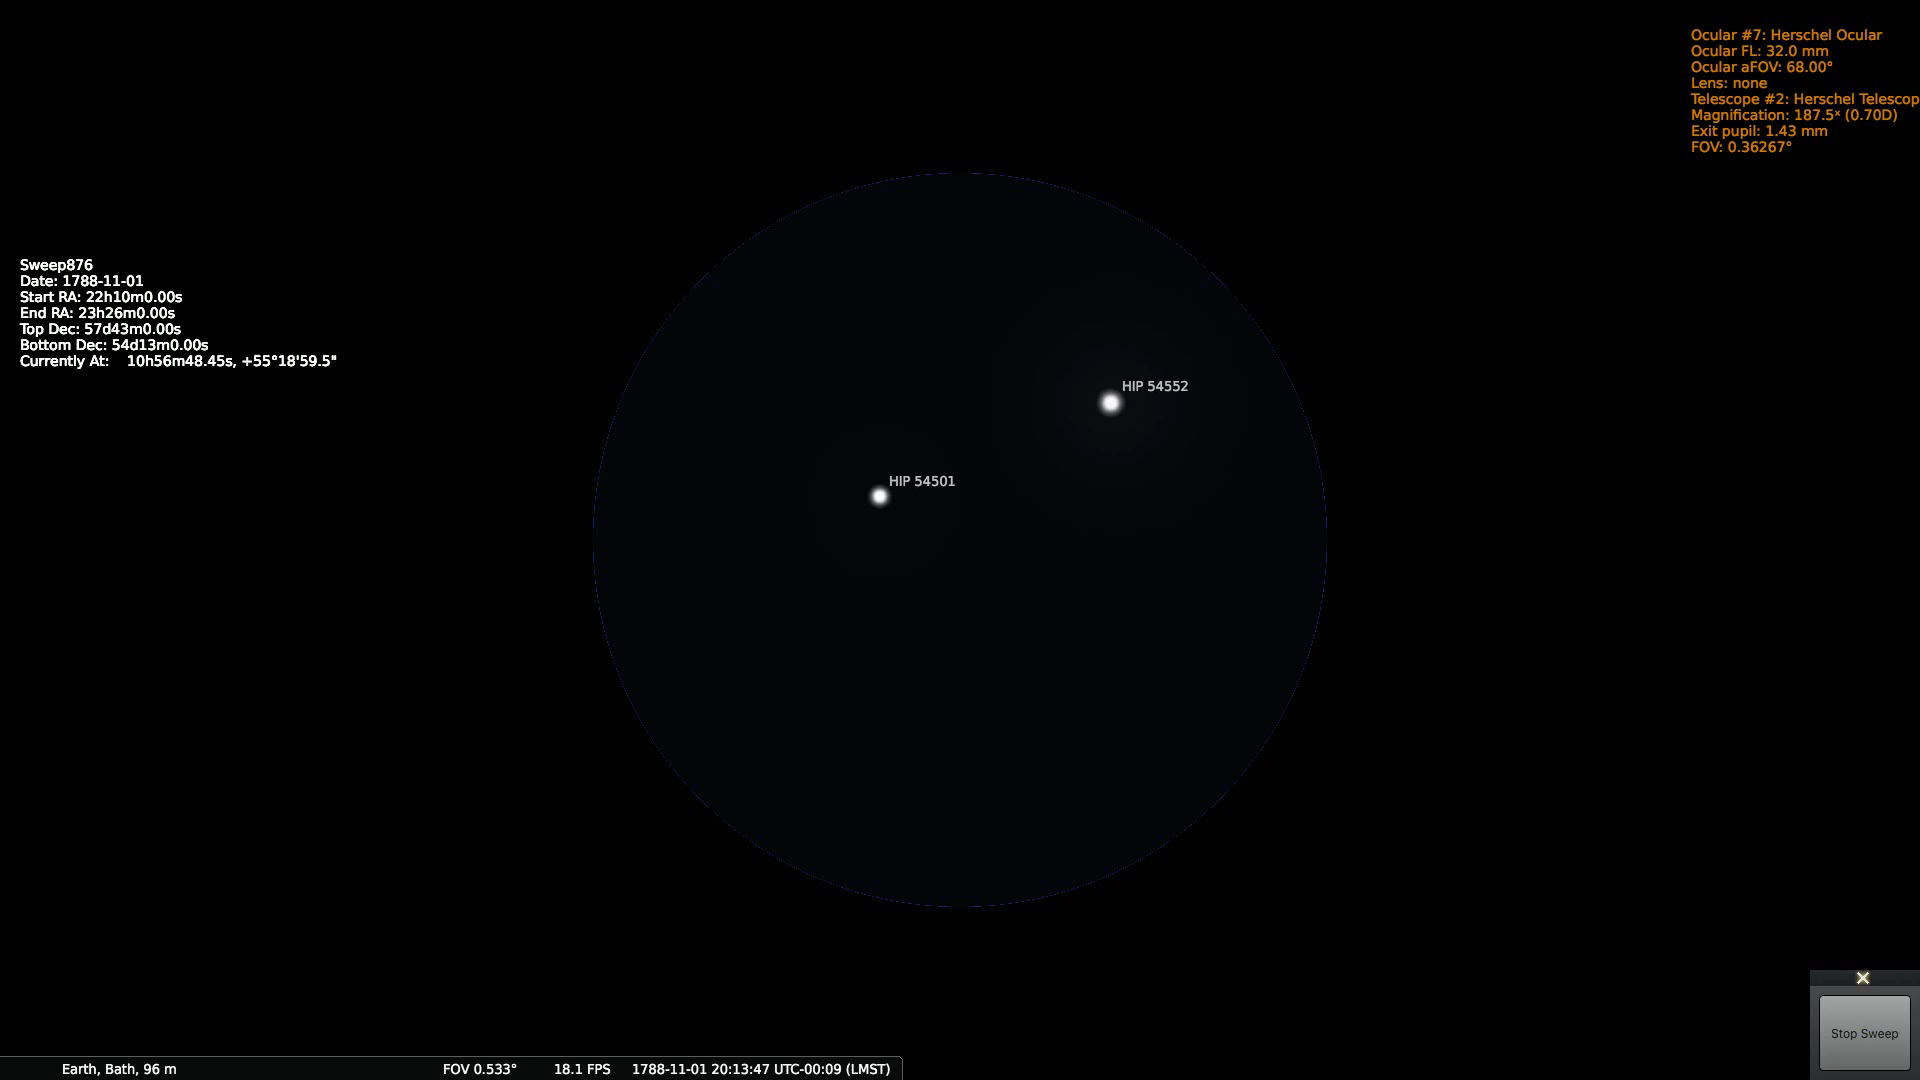 Ocular #7: Herschel Ocular
Ocular FL: 32.0 mm
Ocular aFOV: 68.00°
Lens: none
Telescope #2: Herschel Telescop
Magnification: 187.5ˣ (0.70D)
Exit pupil: 1.43 mm
FOV: 0.36267°
Sweep876
Date: 1788-11-01
Start RA: 22h10m0.00s
End RA: 23h26m0.00s
Top Dec: 57d43m0.00s
Bottom Dec: 54d13m0.00s
Currently At: 10h56m48.45s, +55°18'59.5"
HIP 54552
HIP 54501
Stop Sweep
Earth, Bath, 96 m FOV 0.533° 18.1 FPS 1788-11-01 20:13:47 UTC-00:09 (LMST)